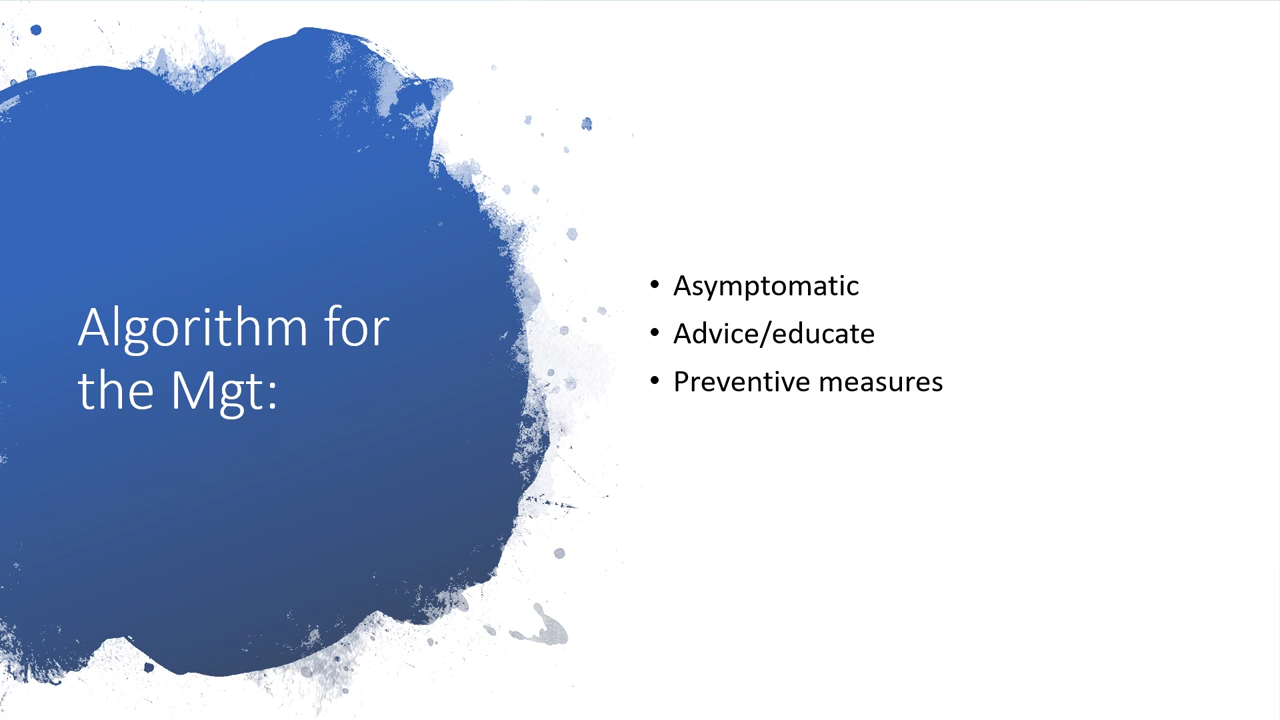 Algorithm for
the Mgt:
• Asymptomatic
• Advice/educate
• Preventive measures